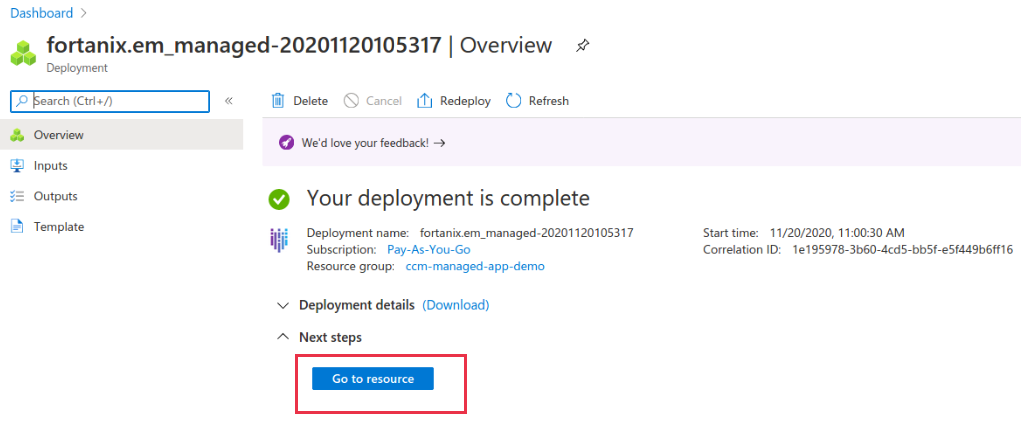 Dashboard >
fortanix.em_managed-20201120105317 | Overview
Deployment
Search (Ctrl+/)
«
Delete Cancel Redeploy Refresh
Overview
Inputs
Outputs
Template
We'd love your feedback! →
Your deployment is complete
Deployment name: fortanix.em_managed-20201120105317
Subscription: Pay-As-You-Go
Resource group: ccm-managed-app-demo
Start time: 11/20/2020, 11:00:30 AM
Correlation ID: 1e195978-3b60-4cd5-bb5f-e5f449b6ff16
Deployment details (Download)
Next steps
Go to resource